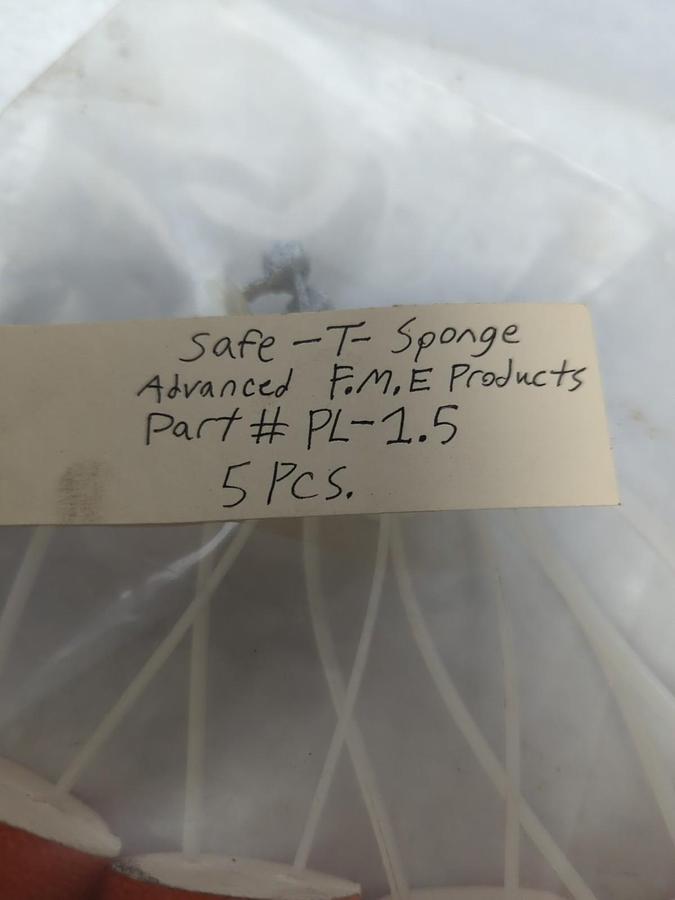 Safe-T- Sponge
Advanced F.M.E Products
Part # PL-1.5
5 Pcs.